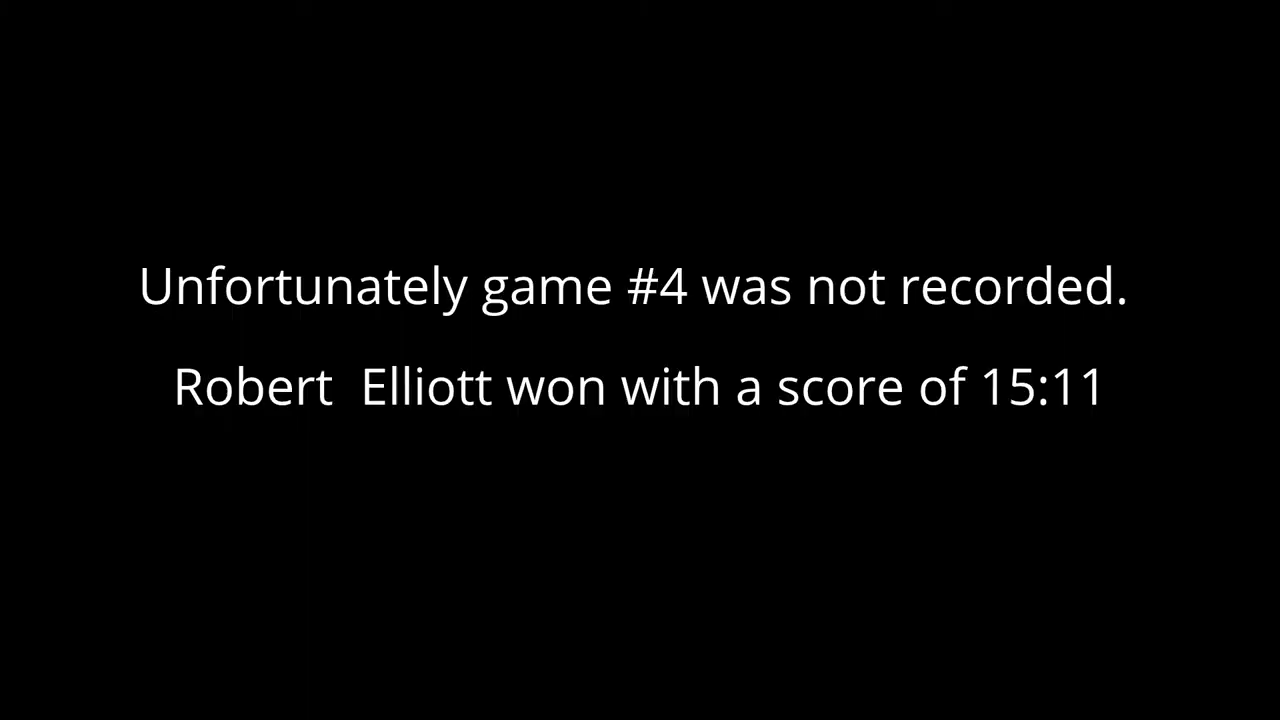 Unfortunately game #4 was not recorded.
Robert  Elliott won with a score of 15:11